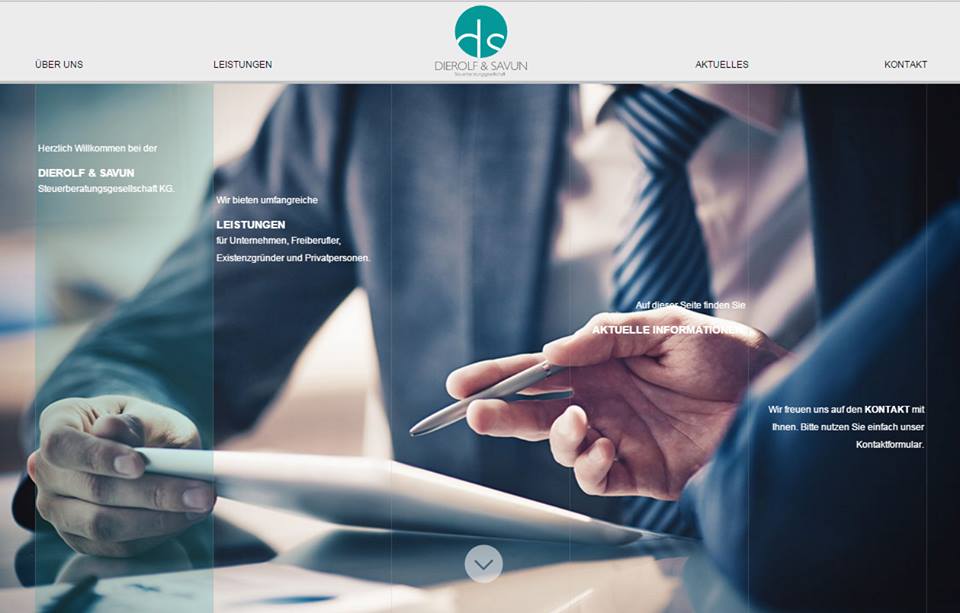 ds
DIEROLF & SAVUN
Steuerberatungsgesellschaft
ÜBER UNS
LEISTUNGEN
AKTUELLES
KONTAKT
Herzlich Willkommen bei der
DIEROLF & SAVUN
Steuerberatungsgesellschaft KG.
Wir bieten umfangreiche
LEISTUNGEN
für Unternehmen, Freiberufler,
Existenzgründer und Privatpersonen.
Auf dieser Seite finden Sie
AKTUELLE INFORMATIONEN.
Wir freuen uns auf den KONTAKT mit
Ihnen. Bitte nutzen Sie einfach unser
Kontaktformular.